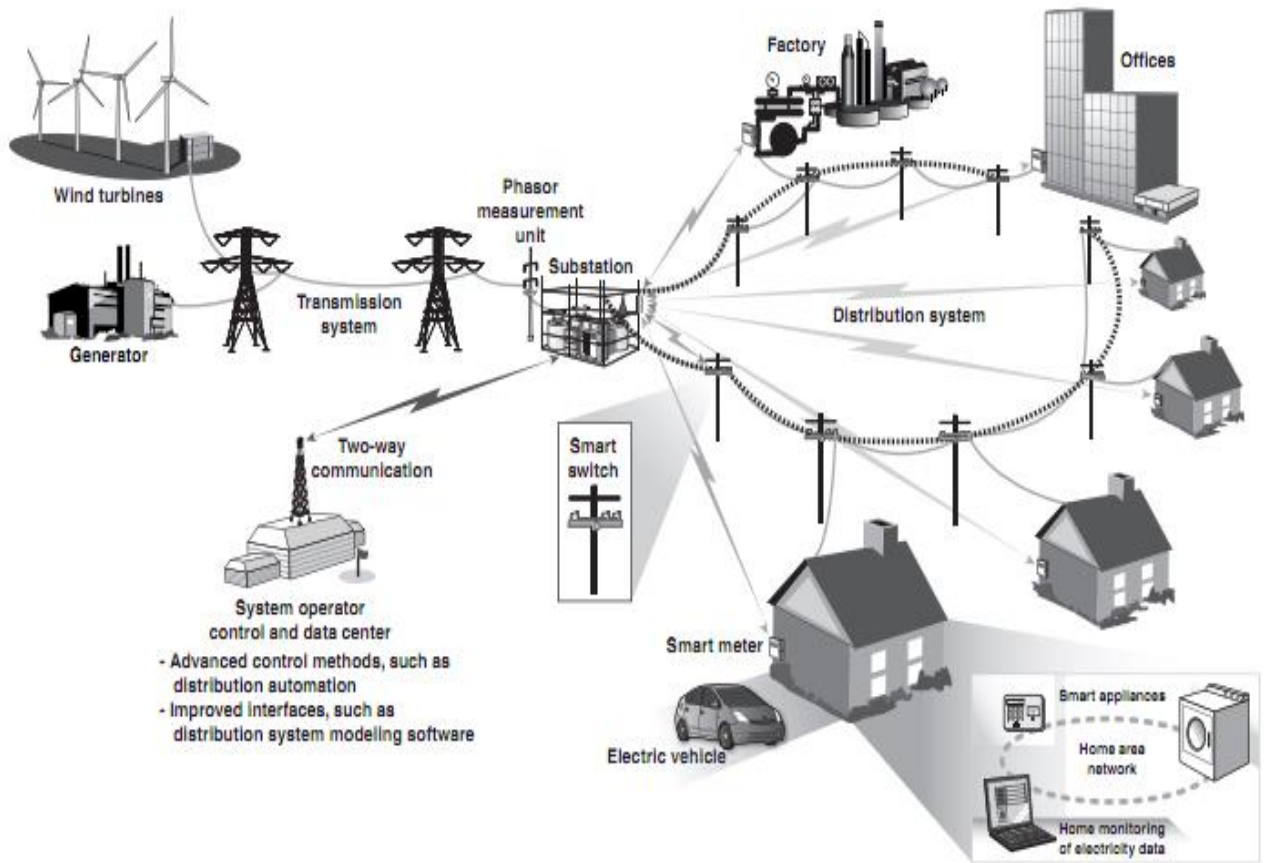 Factory
Offices
Wind turbines
Phasor
measurement
unit
Substation
Transmission
system
Generator
Distribution system
Two-way
communication
Smart
switch
System operator
control and data center
- Advanced control methods, such as
distribution automation
- Improved interfaces, such as
distribution system modeling software
Smart meter
Electric vehicle
Smart appliances
Home area
network
Home monitoring
of electricity data